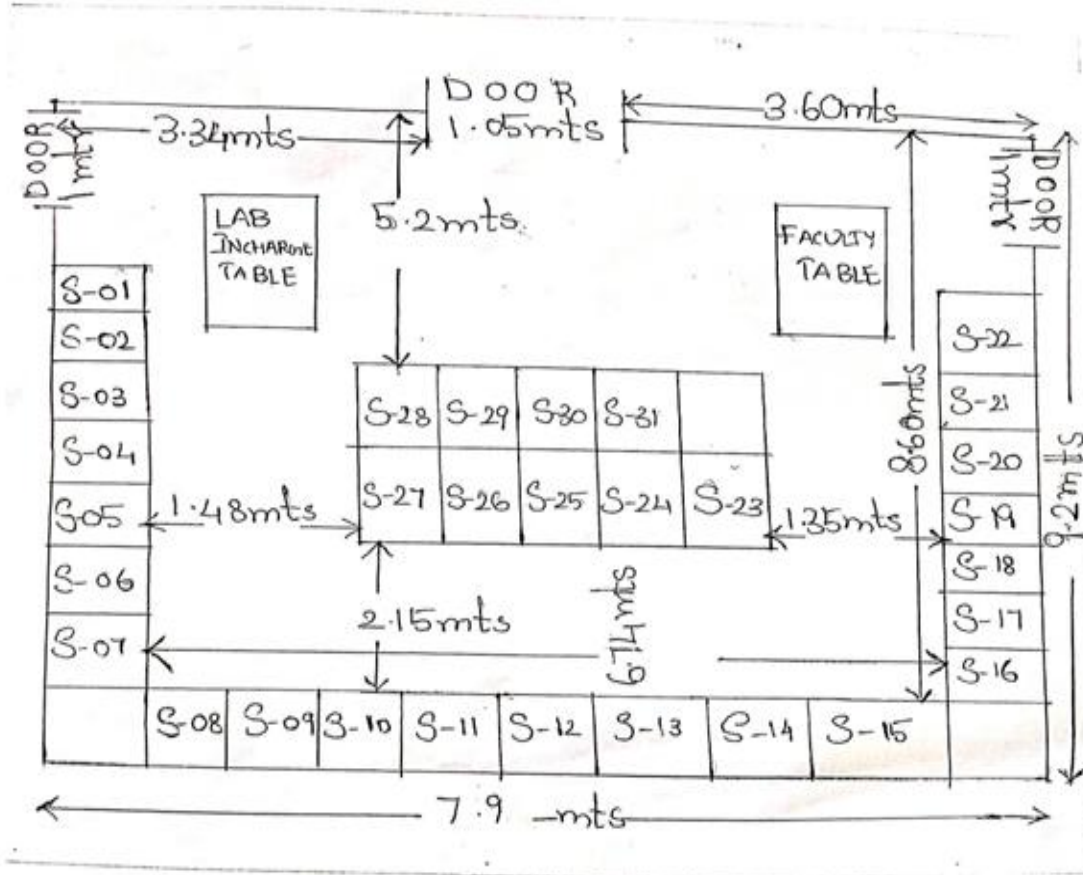 DOOR
3.60mts
3.34mts
1.05mts
DOOR
1 mtr
DOOR
1mtr
5.2mts
LAB
INCHARGE
TABLE
FACULTY
TABLE
S-01
S-02
S-03
S-04
S-05
S-06
S-07
S-22
S-21
S-20
S-19
S-18
S-17
S-16
S-28 S-29 S-30 S-31
S-27 S-26 S-25 S-24 S-23
1.48mts
1.35mts
8.60mts
9.2mts
2.15mts
6.74mts
S-08 S-09 S-10 S-11 S-12 S-13 S-14 S-15
7.9 mts